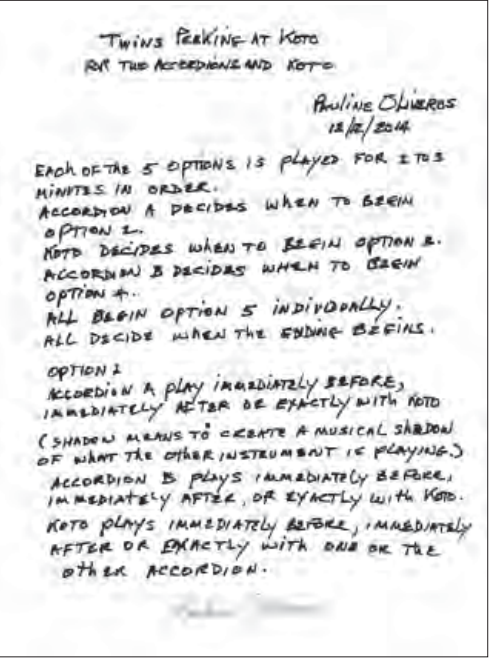 TWINS PEEKING AT KOTO
FOR TWO ACCORDIONS AND KOTO
PAULINE OLIVEROS
12/12/2014
EACH OF THE 5 OPTIONS IS PLAYED FOR 2 TO 3
MINUTES IN ORDER.
ACCORDION A DECIDES WHEN TO BEGIN
OPTION 2.
KOTO DECIDES WHEN TO BEGIN OPTION 3.
ACCORDION B DECIDES WHEN TO BEGIN
OPTION 4.
ALL BEGIN OPTION 5 INDIVIDUALLY.
ALL DECIDE WHEN THE ENDING BEGINS.
OPTION 1
ACCORDION A PLAY IMMEDIATELY BEFORE,
IMMEDIATELY AFTER OR EXACTLY WITH KOTO
(SHADOW MEANS TO CREATE A MUSICAL SHADOW
OF WHAT THE OTHER INSTRUMENT IS PLAYING.)
ACCORDION B PLAYS IMMEDIATELY BEFORE,
IMMEDIATELY AFTER, OR EXACTLY WITH KOTO.
KOTO PLAYS IMMEDIATELY BEFORE, IMMEDIATELY
AFTER OR EXACTLY WITH ONE OR THE
OTHER ACCORDION.